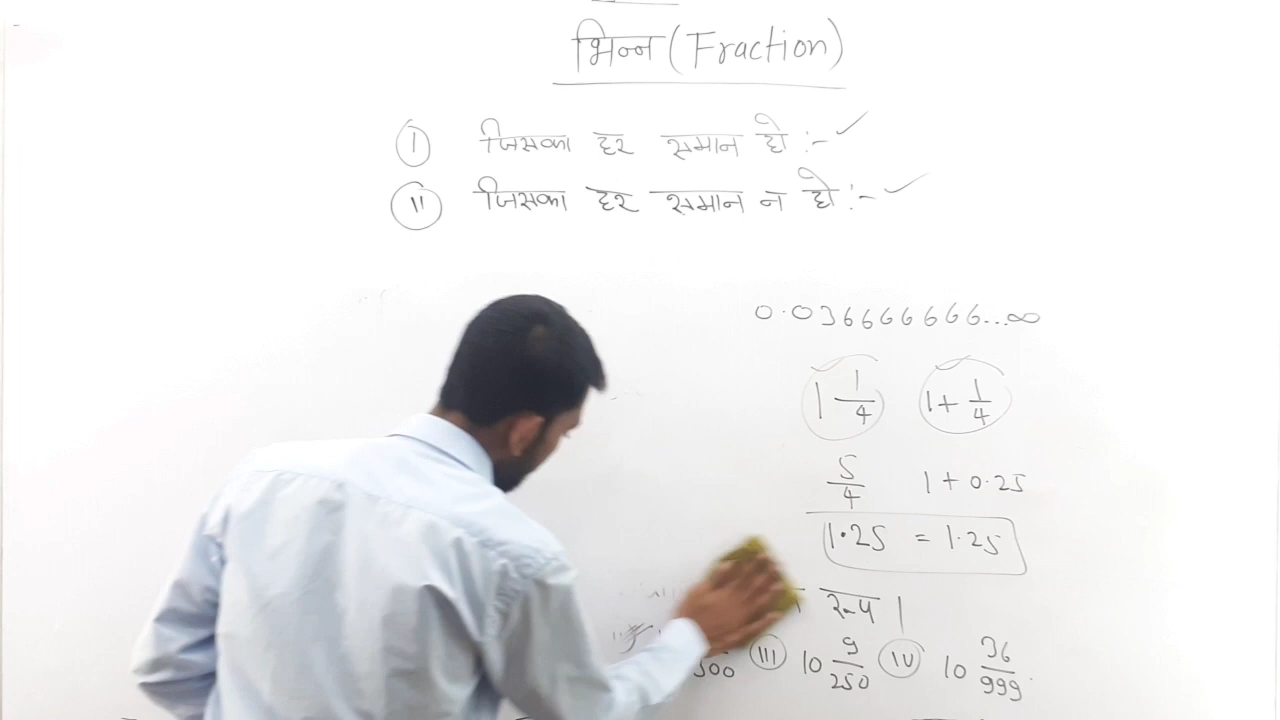 भिन्न (Fraction)
I जिसका हर समान हो :- ✓
II जिसका हर समान न हो :- ✓
0.036666666...∞
1 1/4 1 + 1/4
5/4 1 + 0.25
1.25 = 1.25
रूप |
500 III 10 9/250 IV 10 36/999